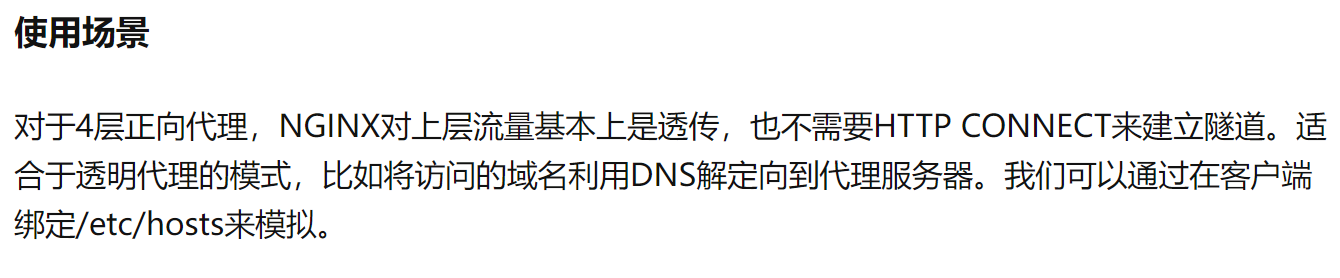 使用场景
对于4层正向代理，NGINX对上层流量基本上是透传，也不需要HTTP CONNECT来建立隧道。适
合于透明代理的模式，比如将访问的域名利用DNS解定向到代理服务器。我们可以通过在客户端
绑定/etc/hosts来模拟。